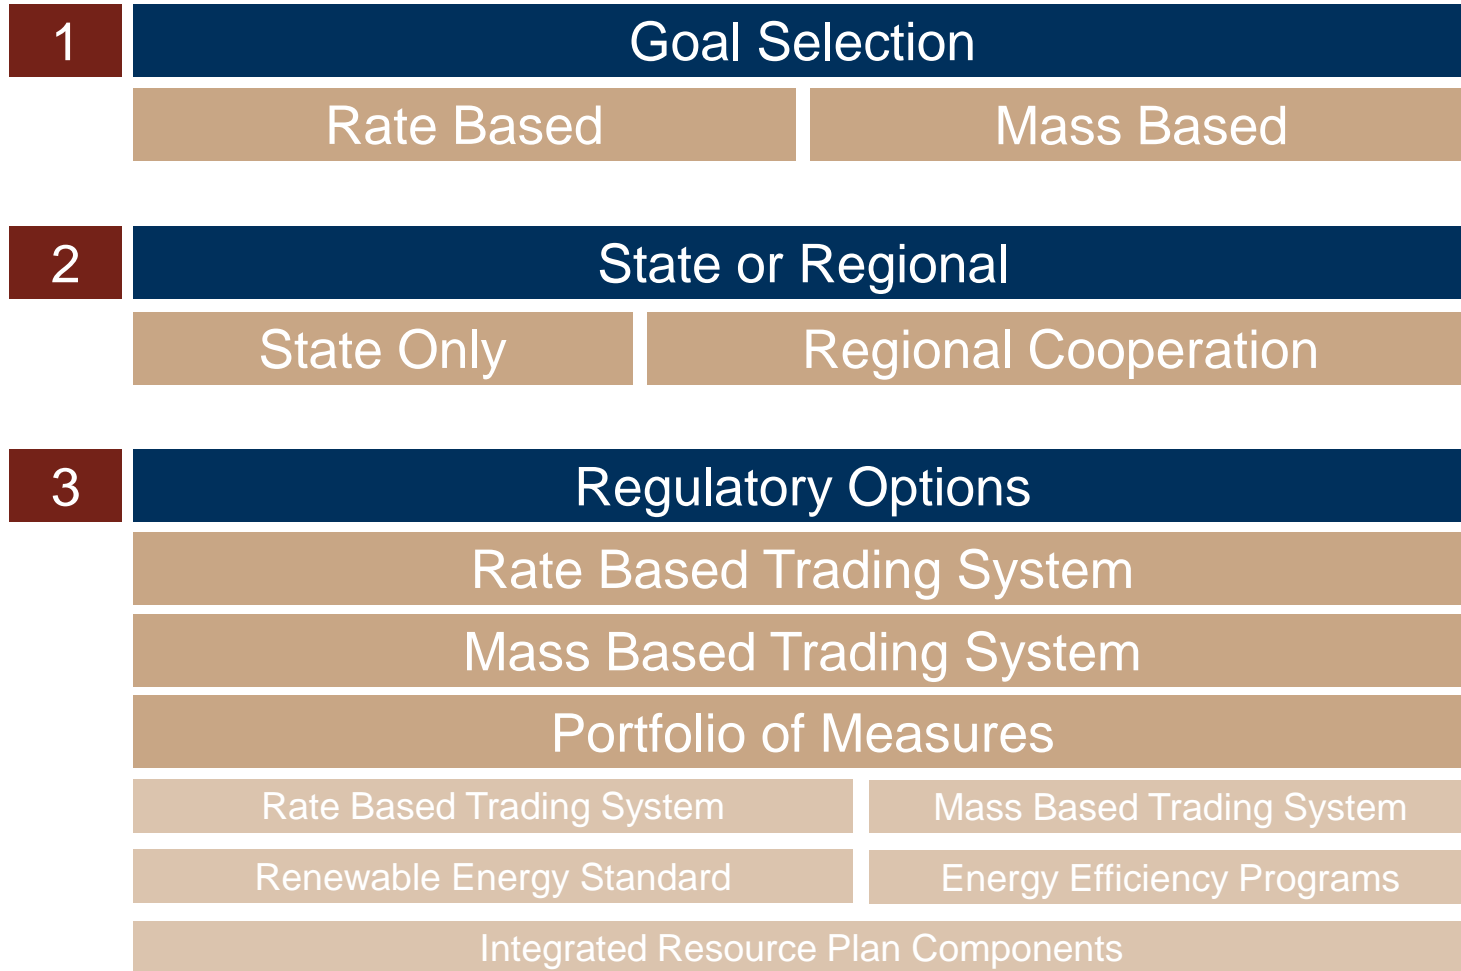 1
Goal Selection
Rate Based
Mass Based
2
State or Regional
State Only
Regional Cooperation
3
Regulatory Options
Rate Based Trading System
Mass Based Trading System
Portfolio of Measures
Rate Based Trading System
Mass Based Trading System
Renewable Energy Standard
Energy Efficiency Programs
Integrated Resource Plan Components